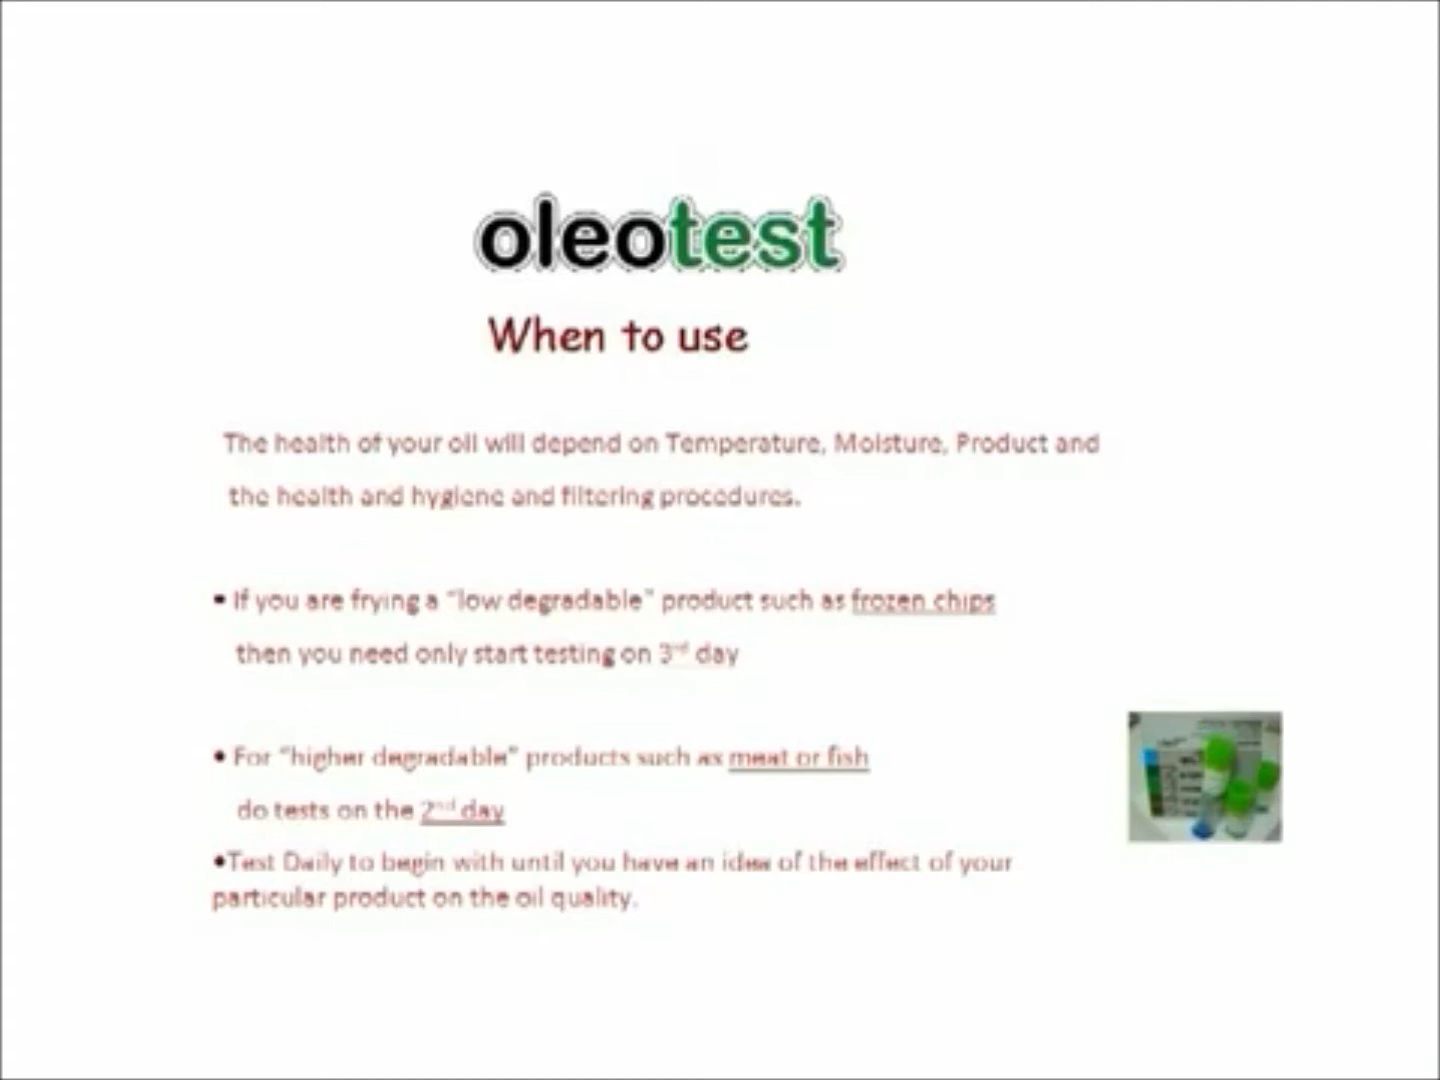 oleotest
When to use
The health of your oil will depend on Temperature, Moisture, Product and
the health and hygiene and filtering procedures.
• If you are frying a "low degradable" product such as frozen chips
then you need only start testing on 3rd day
• For "higher degradable" products such as meat or fish
do tests on the 2nd day
•Test Daily to begin with until you have an idea of the effect of your
particular product on the oil quality.